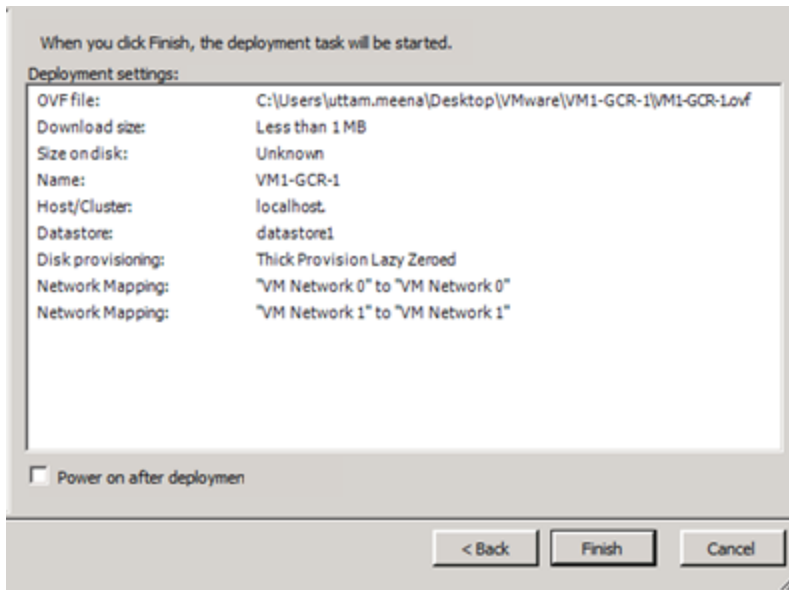 When you click Finish, the deployment task will be started.
Deployment settings:
OVF file: C:\Users\uttam.meena\Desktop\VMware\VM1-GCR-1\VM1-GCR-1.ovf
Download size: Less than 1 MB
Size on disk: Unknown
Name: VM1-GCR-1
Host/Cluster: localhost.
Datastore: datastore1
Disk provisioning: Thick Provision Lazy Zeroed
Network Mapping: "VM Network 0" to "VM Network 0"
Network Mapping: "VM Network 1" to "VM Network 1"
Power on after deploymen
< Back Finish Cancel